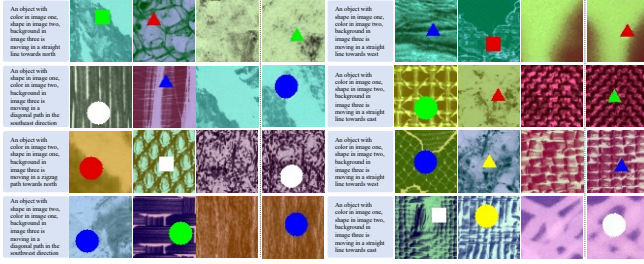 An object with
color in image one,
shape in image two,
background in
image three is
moving in a straight
line towards north
An object with
color in image one,
shape in image two,
background in
image three is
moving in a straight
line towards west
An object with
shape in image one,
color in image two,
background in
image three is
moving in a
diagonal path in the
southeast direction
An object with
color in image one,
shape in image two,
background in
image three is
moving in a straight
line towards east
An object with
shape in image one,
color in image two,
background in
image three is
moving in a zigzag
path towards north
An object with
color in image one,
shape in image two,
background in
image three is
moving in a straight
line towards west
An object with
shape in image two,
color in image one,
background in
image three is
moving in a
diagonal path in the
southwest direction
An object with
color in image one,
shape in image two,
background in
image three is
moving in a straight
line towards east